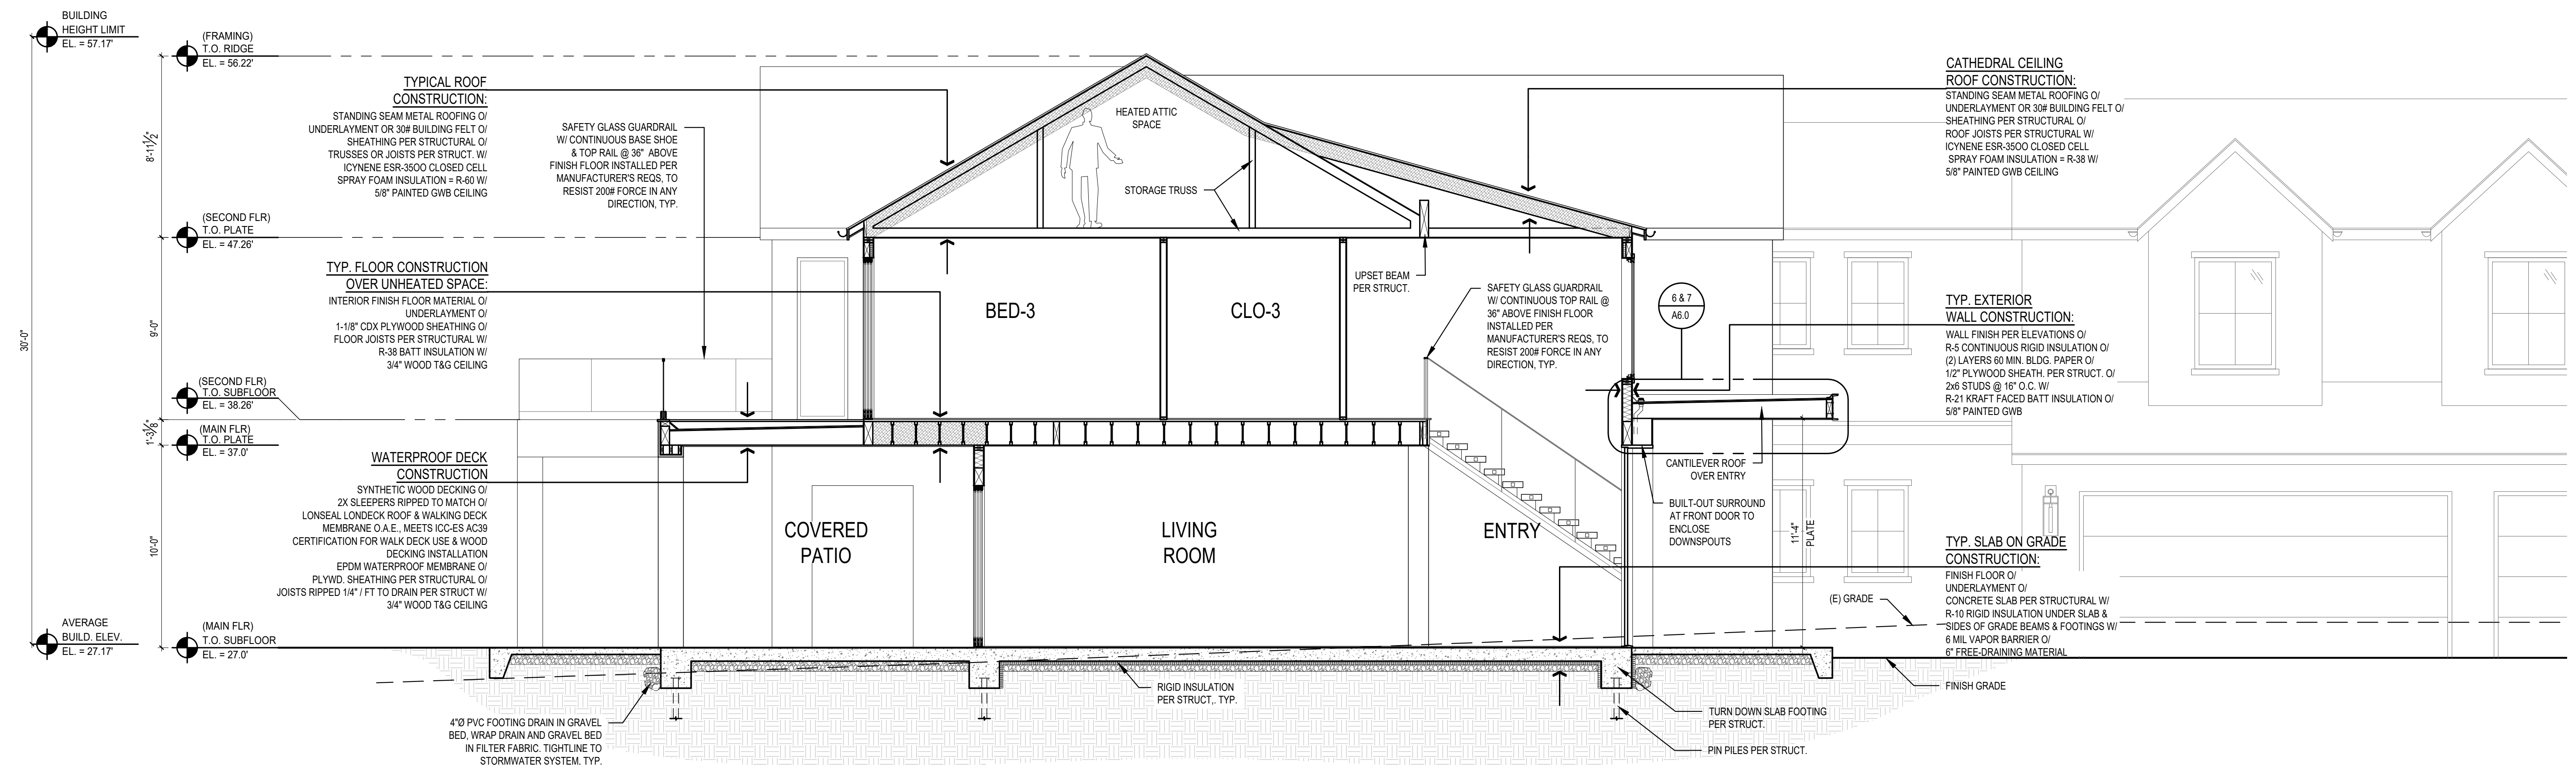 BUILDING
HEIGHT LIMIT
EL. = 57.17'
(FRAMING)
T.O. RIDGE
EL. = 56.22'
(SECOND FLR)
T.O. PLATE
EL. = 47.26'
(SECOND FLR)
T.O. SUBFLOOR
EL. = 38.26'
(MAIN FLR)
T.O. PLATE
EL. = 37.0'
AVERAGE
BUILD. ELEV.
EL. = 27.17'
(MAIN FLR)
T.O. SUBFLOOR
EL. = 27.0'
30'-0"
8'-11 1/2"
9'-0"
1'-3 1/8"
10'-0"
TYPICAL ROOF
CONSTRUCTION:
STANDING SEAM METAL ROOFING O/
UNDERLAYMENT OR 30# BUILDING FELT O/
SHEATHING PER STRUCTURAL O/
TRUSSES OR JOISTS PER STRUCT. W/
ICYNENE ESR-35OO CLOSED CELL
SPRAY FOAM INSULATION = R-60 W/
5/8" PAINTED GWB CEILING
TYP. FLOOR CONSTRUCTION
OVER UNHEATED SPACE:
INTERIOR FINISH FLOOR MATERIAL O/
UNDERLAYMENT O/
1-1/8" CDX PLYWOOD SHEATHING O/
FLOOR JOISTS PER STRUCTURAL W/
R-38 BATT INSULATION W/
3/4" WOOD T&G CEILING
WATERPROOF DECK
CONSTRUCTION
SYNTHETIC WOOD DECKING O/
2X SLEEPERS RIPPED TO MATCH O/
LONSEAL LONDECK ROOF & WALKING DECK
MEMBRANE O.A.E., MEETS ICC-ES AC39
CERTIFICATION FOR WALK DECK USE & WOOD
DECKING INSTALLATION
EPDM WATERPROOF MEMBRANE O/
PLYWD. SHEATHING PER STRUCTURAL O/
JOISTS RIPPED 1/4" / FT TO DRAIN PER STRUCT W/
3/4" WOOD T&G CEILING
SAFETY GLASS GUARDRAIL
W/ CONTINUOUS BASE SHOE
& TOP RAIL @ 36" ABOVE
FINISH FLOOR INSTALLED PER
MANUFACTURER'S REQS, TO
RESIST 200# FORCE IN ANY
DIRECTION, TYP.
HEATED ATTIC
SPACE
STORAGE TRUSS
BED-3
CLO-3
UPSET BEAM
PER STRUCT.
SAFETY GLASS GUARDRAIL
W/ CONTINUOUS TOP RAIL @
36" ABOVE FINISH FLOOR
INSTALLED PER
MANUFACTURER'S REQS, TO
RESIST 200# FORCE IN ANY
DIRECTION, TYP.
6 & 7
A6.0
COVERED
PATIO
LIVING
ROOM
ENTRY
CANTILEVER ROOF
OVER ENTRY
BUILT-OUT SURROUND
AT FRONT DOOR TO
ENCLOSE
DOWNSPOUTS
11'-4"
PLATE
(E) GRADE
CATHEDRAL CEILING
ROOF CONSTRUCTION:
STANDING SEAM METAL ROOFING O/
UNDERLAYMENT OR 30# BUILDING FELT O/
SHEATHING PER STRUCTURAL O/
ROOF JOISTS PER STRUCTURAL W/
ICYNENE ESR-35OO CLOSED CELL
SPRAY FOAM INSULATION = R-38 W/
5/8" PAINTED GWB CEILING
TYP. EXTERIOR
WALL CONSTRUCTION:
WALL FINISH PER ELEVATIONS O/
R-5 CONTINUOUS RIGID INSULATION O/
(2) LAYERS 60 MIN. BLDG. PAPER O/
1/2" PLYWOOD SHEATH. PER STRUCT. O/
2x6 STUDS @ 16" O.C. W/
R-21 KRAFT FACED BATT INSULATION O/
5/8" PAINTED GWB
TYP. SLAB ON GRADE
CONSTRUCTION:
FINISH FLOOR O/
UNDERLAYMENT O/
CONCRETE SLAB PER STRUCTURAL W/
R-10 RIGID INSULATION UNDER SLAB &
SIDES OF GRADE BEAMS & FOOTINGS W/
6 MIL VAPOR BARRIER O/
6" FREE-DRAINING MATERIAL
FINISH GRADE
RIGID INSULATION
PER STRUCT,. TYP.
TURN DOWN SLAB FOOTING
PER STRUCT.
PIN PILES PER STRUCT.
4"Ø PVC FOOTING DRAIN IN GRAVEL
BED, WRAP DRAIN AND GRAVEL BED
IN FILTER FABRIC. TIGHTLINE TO
STORMWATER SYSTEM. TYP.